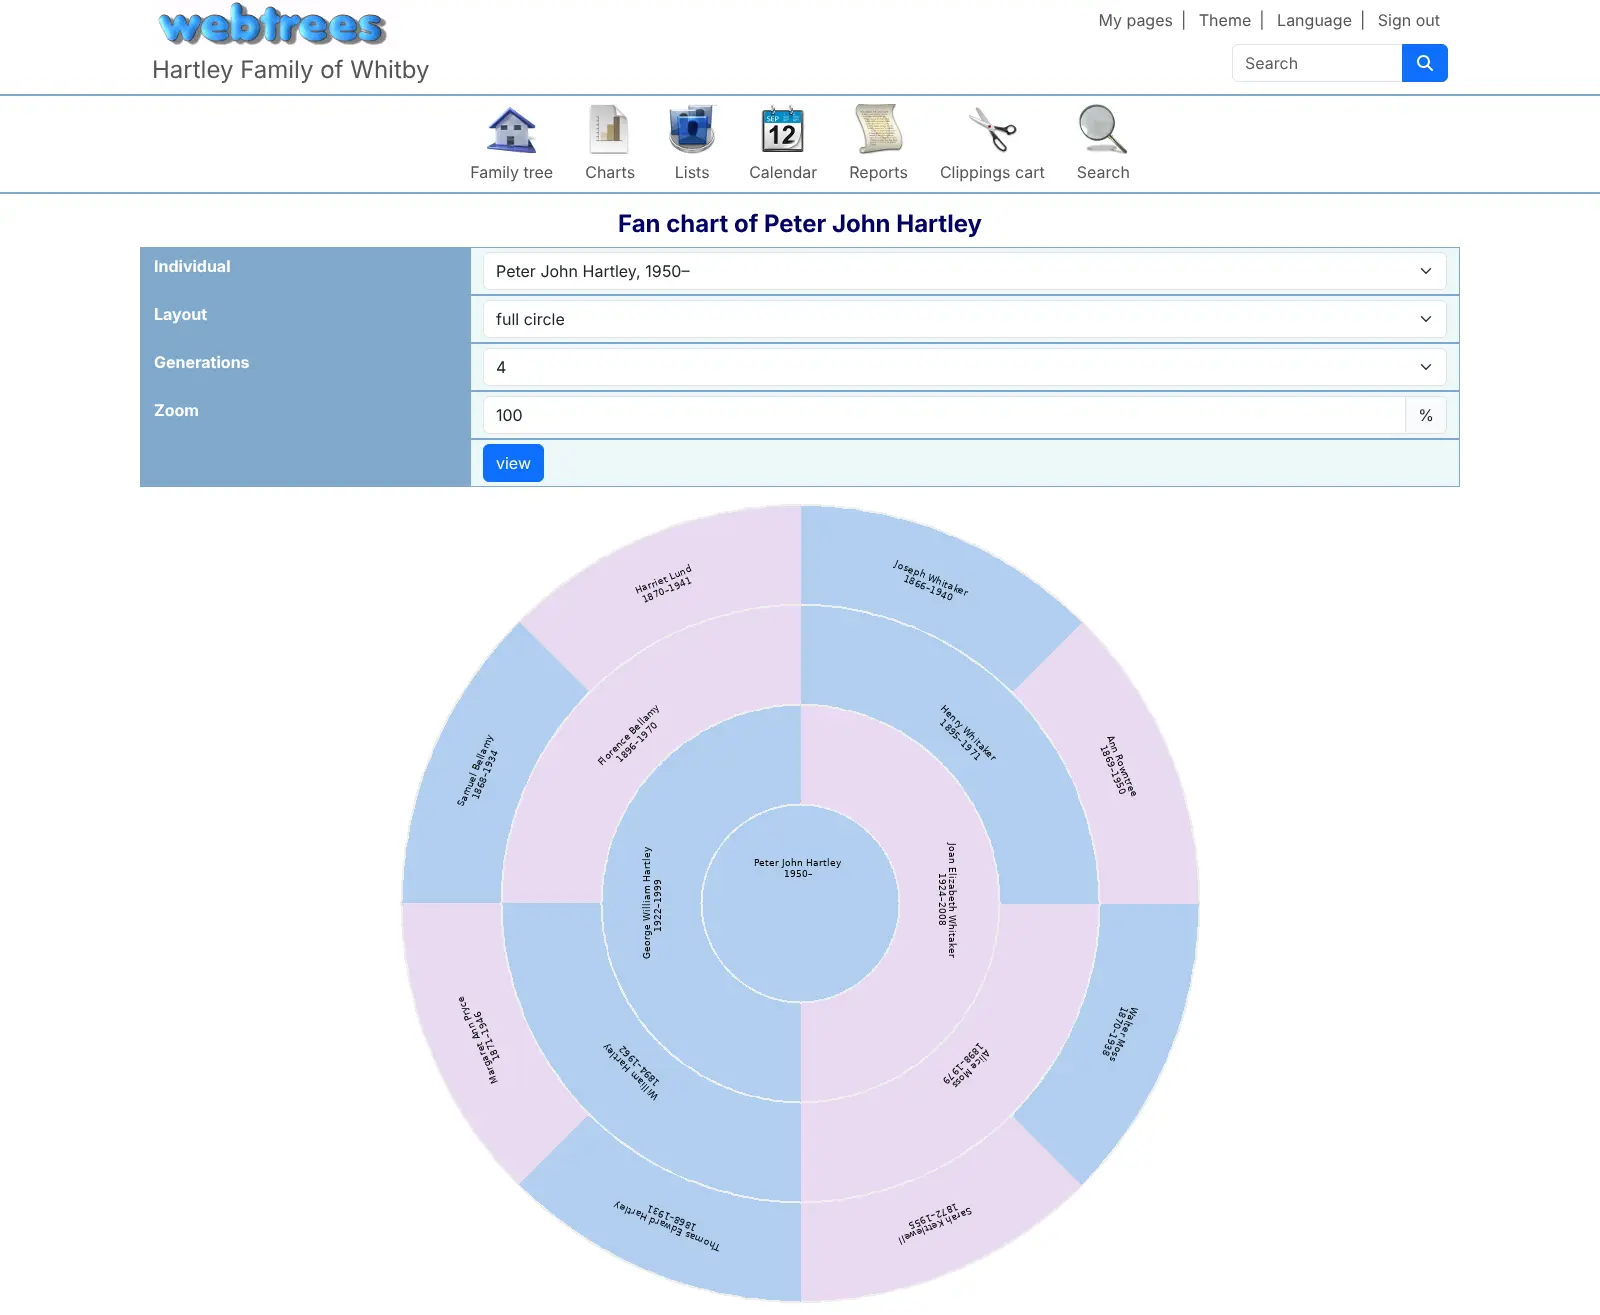 webtrees
Hartley Family of Whitby
My pages | Theme | Language | Sign out
Search
SEP
12
Family tree
Charts
Lists
Calendar
Reports
Clippings cart
Search
Fan chart of Peter John Hartley
Individual
Peter John Hartley, 1950–
Layout
full circle
Generations
4
Zoom
100
%
view
Harriet Lund
1870–1941
Joseph Whitaker
1866–1940
Samuel Bellamy
1868–1934
Florence Bellamy
1896–1970
Henry Whitaker
1895–1971
Ann Rowntree
1869–1950
George William Hartley
1922–1999
Peter John Hartley
1950–
Joan Elizabeth Whitaker
1924–2008
Margaret Ann Pryce
1871–1946
William Hartley
1894–1962
Alice Moss
1898–1979
Walter Moss
1870–1938
Thomas Edward Hartley
1868–1931
Sarah Kettlewell
1872–1955